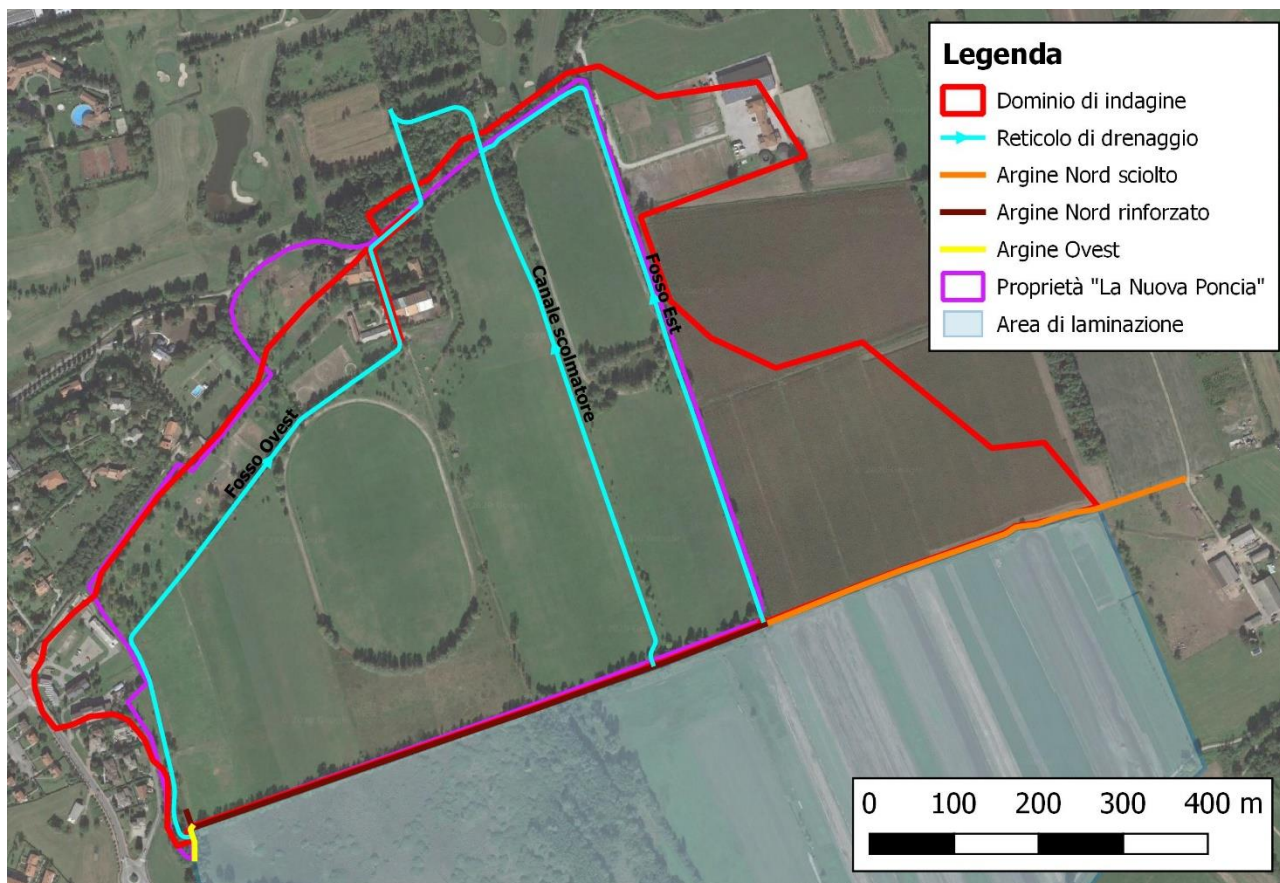 Legenda
Dominio di indagine
Reticolo di drenaggio
Argine Nord sciolto
Argine Nord rinforzato
Argine Ovest
Proprietà "La Nuova Poncia"
Area di laminazione
Fosso Est
Canale scolmatore
Fosso Ovest
0 100 200 300 400 m